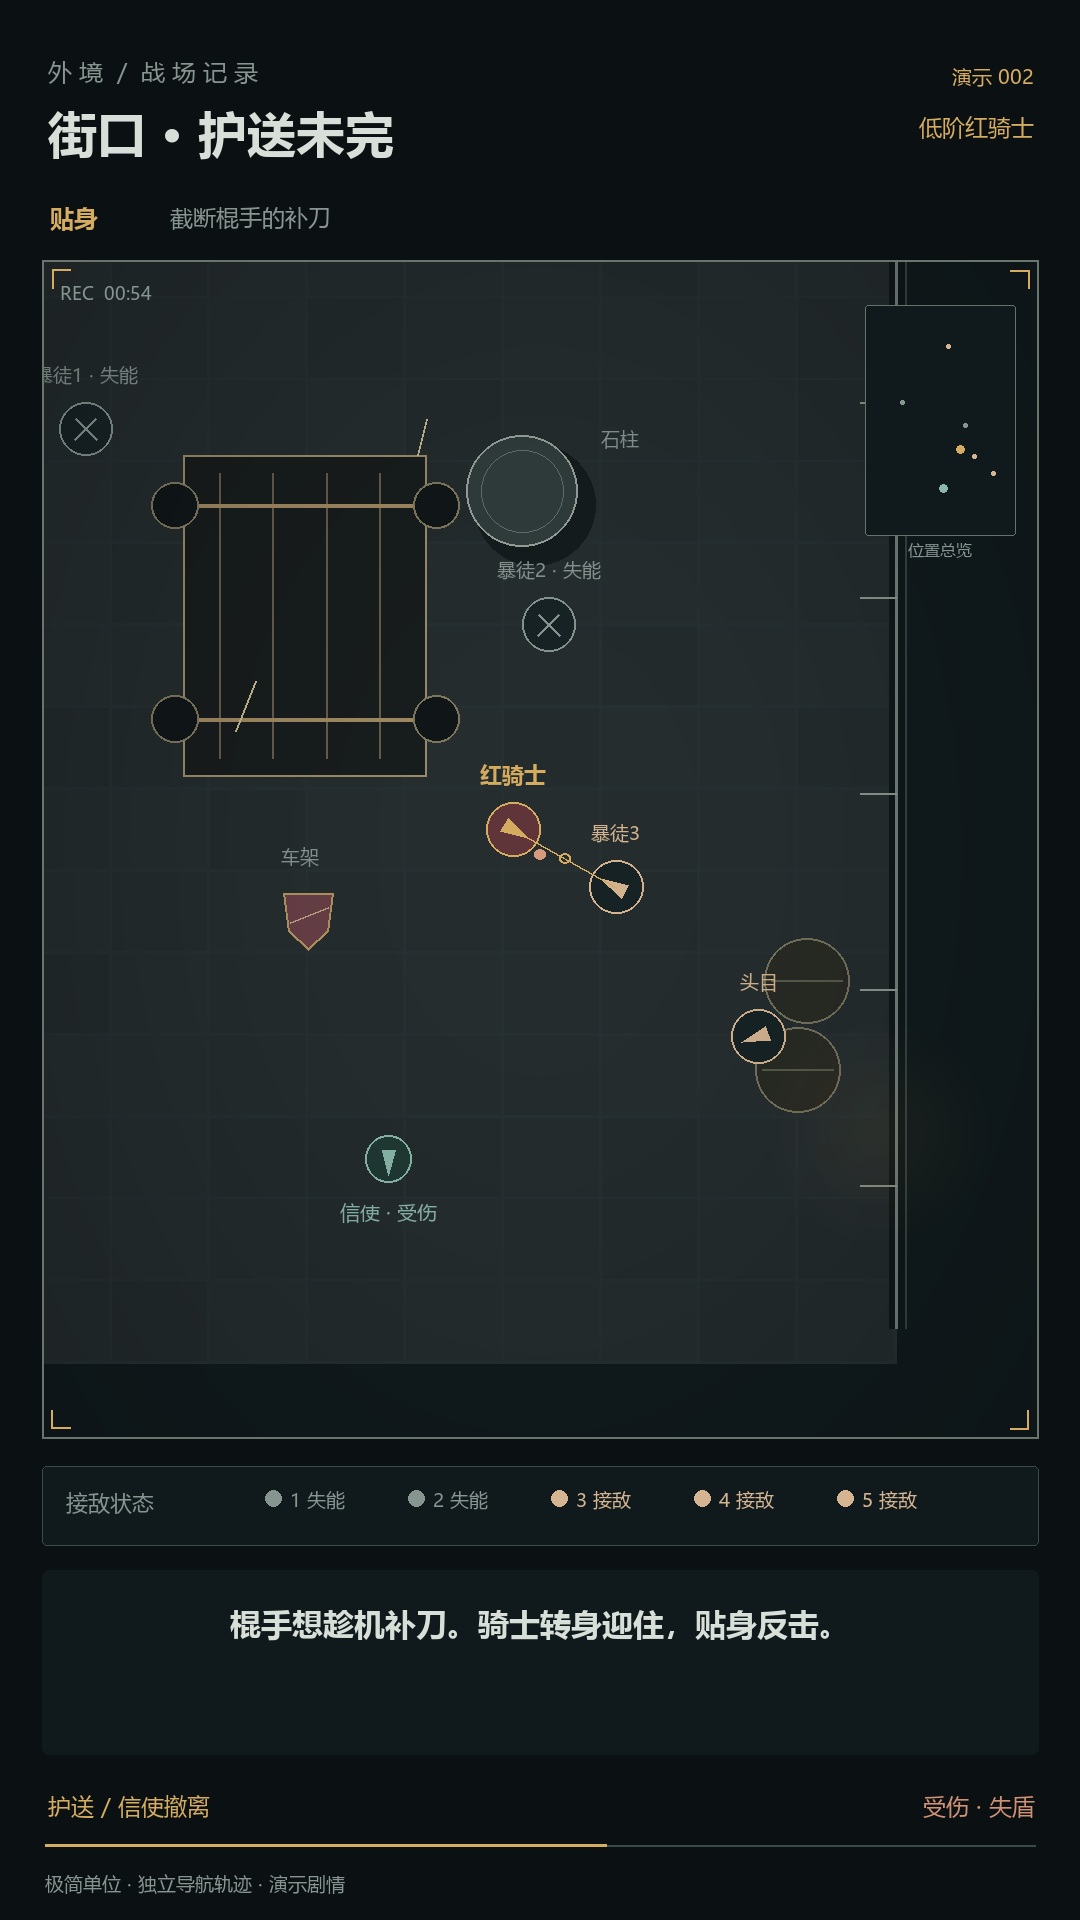 外境 / 战场记录
演示 002
街口·护送未完
低阶红骑士
贴身
截断棍手的补刀
REC 00:54
暴徒1 · 失能
石柱
位置总览
暴徒2 · 失能
红骑士
暴徒3
车架
头目
信使 · 受伤
接敌状态
1 失能
2 失能
3 接敌
4 接敌
5 接敌
棍手想趁机补刀。骑士转身迎住，贴身反击。
护送 / 信使撤离
受伤 · 失盾
极简单位 · 独立导航轨迹 · 演示剧情